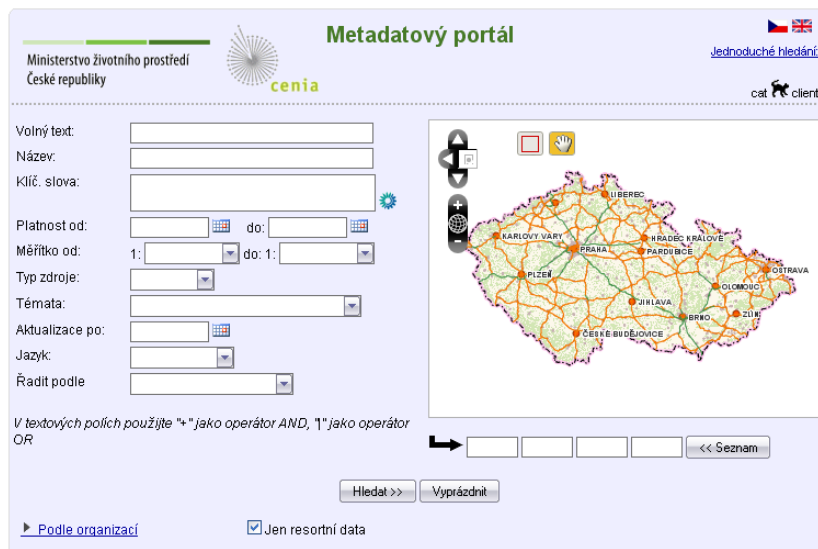 Metadatový portál
Ministerstvo životního prostředí
České republiky
cenia
Jednoduché hledání
cat client
Volný text:
Název:
Klíč. slova:
Platnost od: do:
Měřítko od: 1: do: 1:
Typ zdroje:
Témata:
Aktualizace po:
Jazyk:
Řadit podle
V textových polích použijte "+" jako operátor AND, "|" jako operátor
OR
LIBEREC
KARLOVY VARY
PRAHA
HRADEC KRÁLOVÉ
PARDUBICE
PLZEŇ
OSTRAVA
OLOMOUC
JIHLAVA
BRNO
ZLÍN
ČESKÉ BUDĚJOVICE
<< Seznam
Hledat >> Vyprázdnit
Podle organizací Jen resortní data